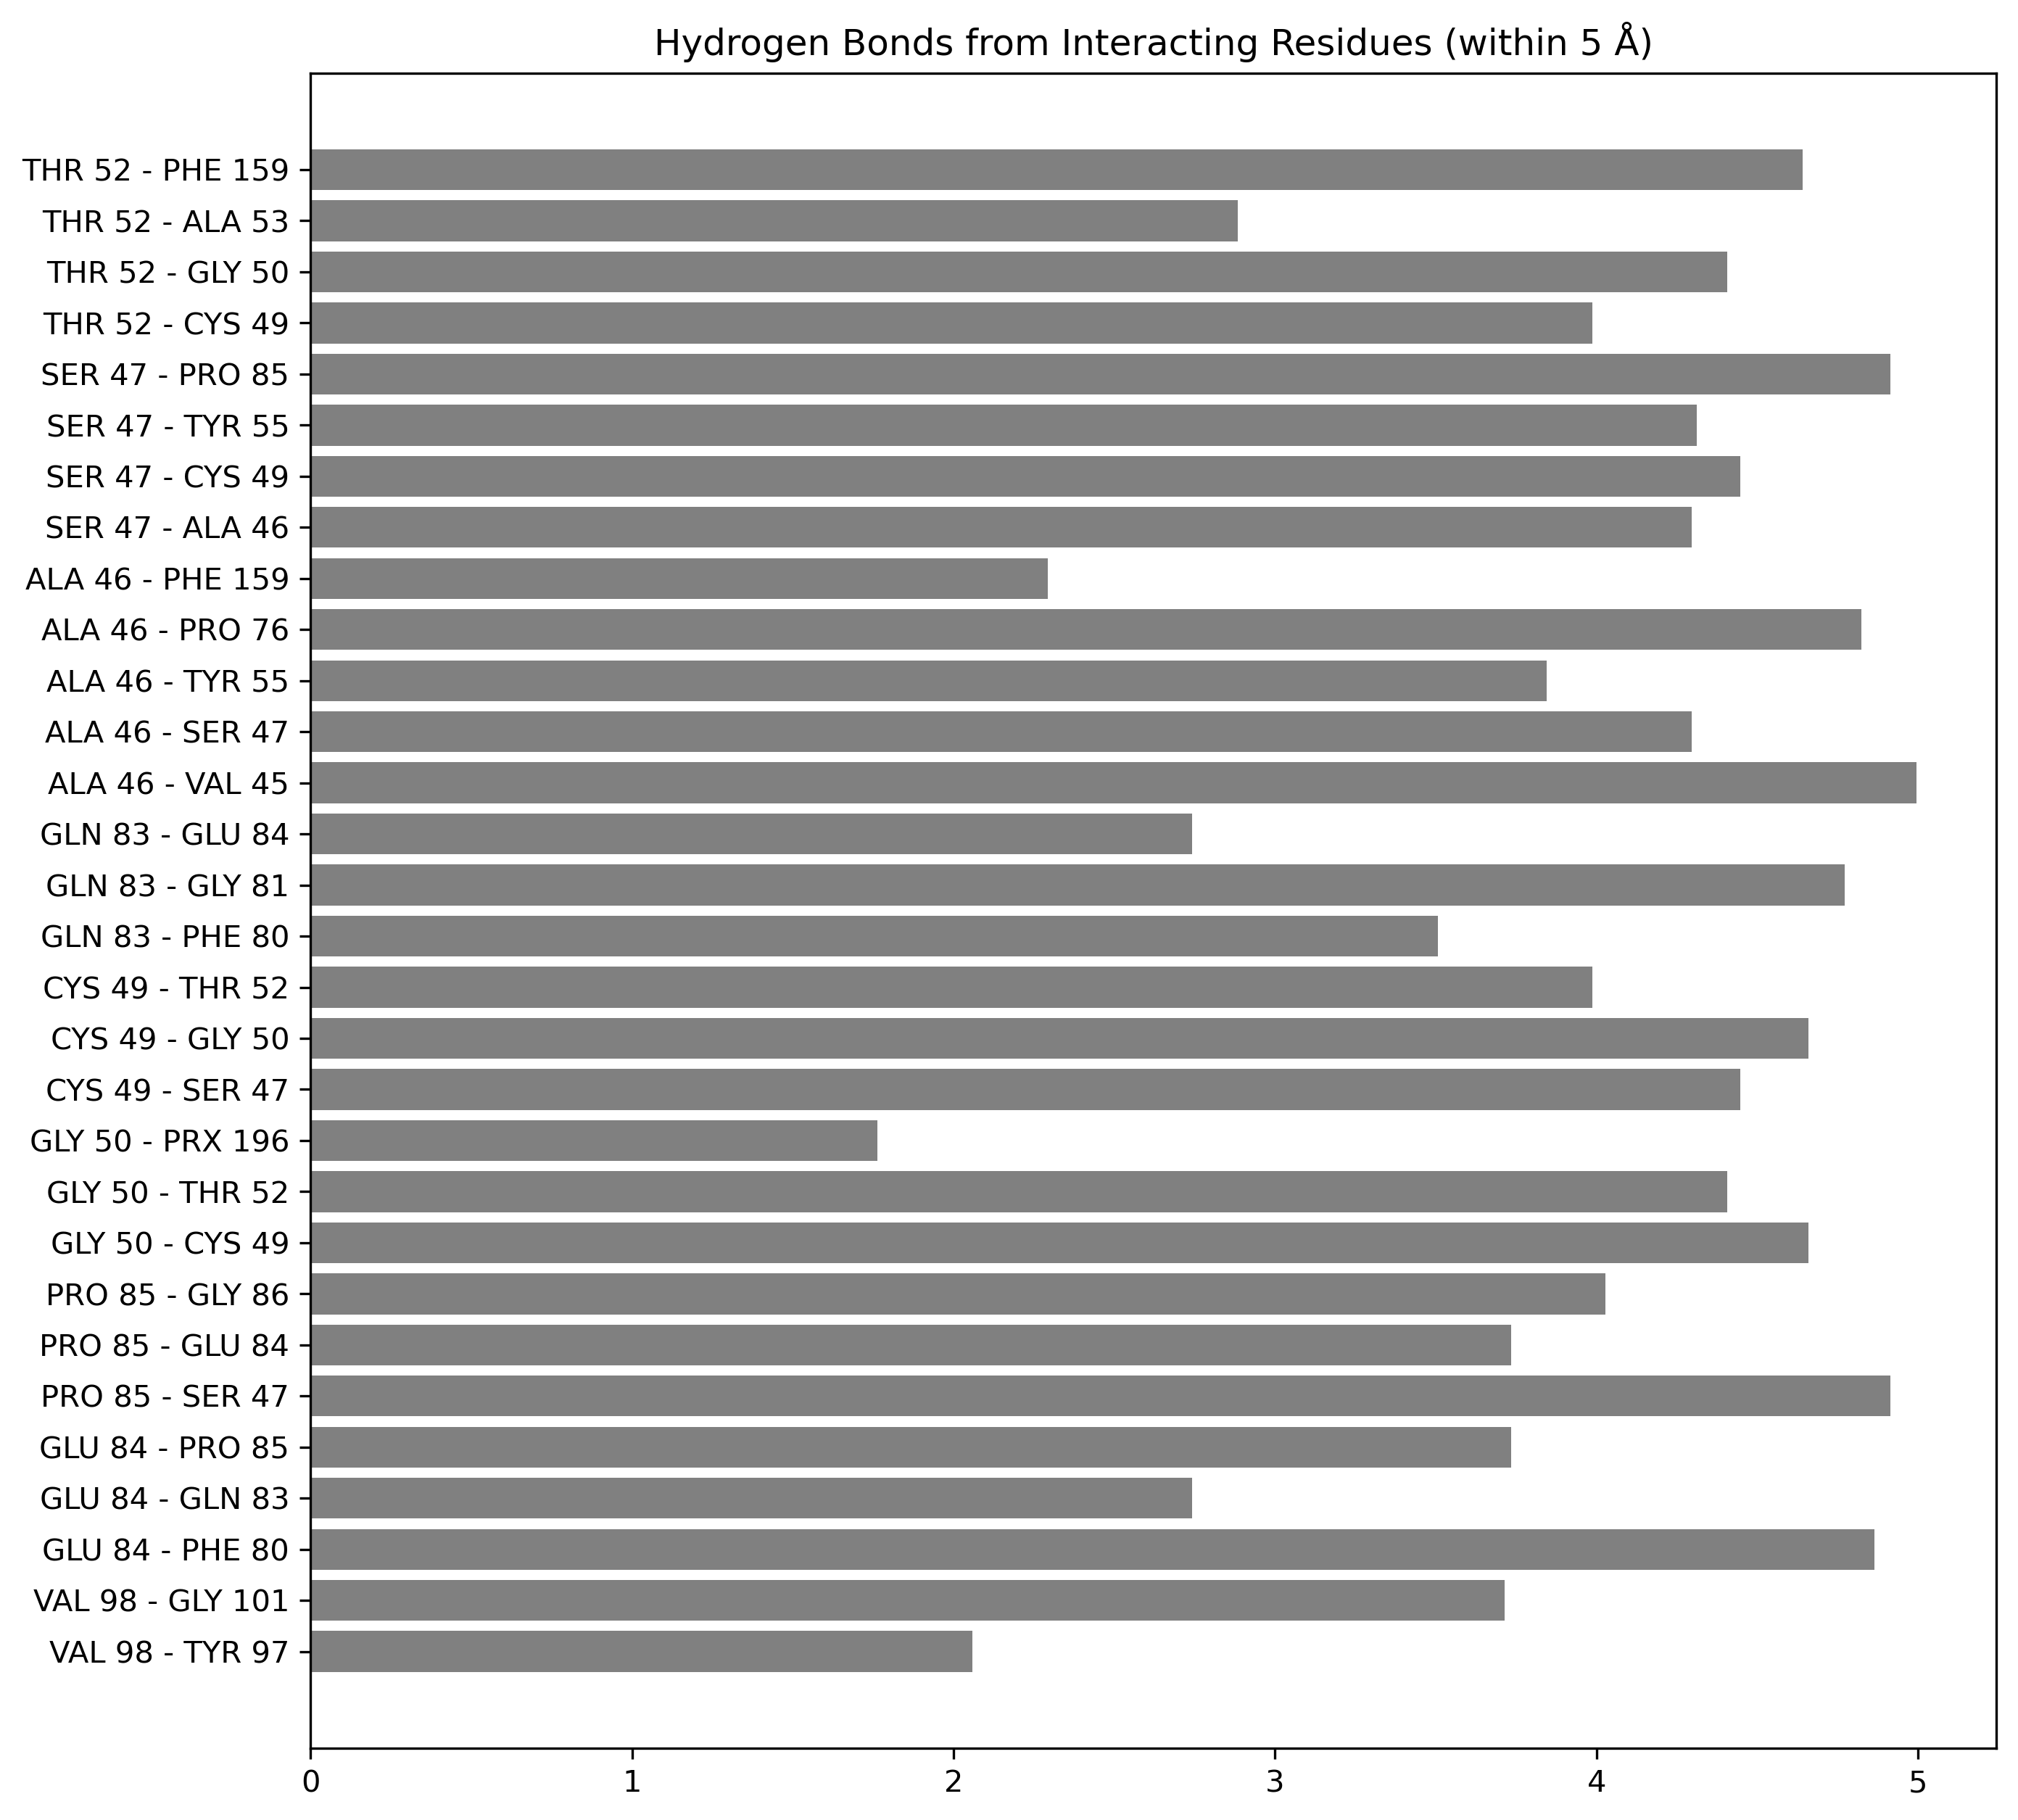 Hydrogen Bonds from Interacting Residues (within 5 Å)
THR 52 - PHE 159
THR 52 - ALA 53
THR 52 - GLY 50
THR 52 - CYS 49
SER 47 - PRO 85
SER 47 - TYR 55
SER 47 - CYS 49
SER 47 - ALA 46
ALA 46 - PHE 159
ALA 46 - PRO 76
ALA 46 - TYR 55
ALA 46 - SER 47
ALA 46 - VAL 45
GLN 83 - GLU 84
GLN 83 - GLY 81
GLN 83 - PHE 80
CYS 49 - THR 52
CYS 49 - GLY 50
CYS 49 - SER 47
GLY 50 - PRX 196
GLY 50 - THR 52
GLY 50 - CYS 49
PRO 85 - GLY 86
PRO 85 - GLU 84
PRO 85 - SER 47
GLU 84 - PRO 85
GLU 84 - GLN 83
GLU 84 - PHE 80
VAL 98 - GLY 101
VAL 98 - TYR 97
0 1 2 3 4 5